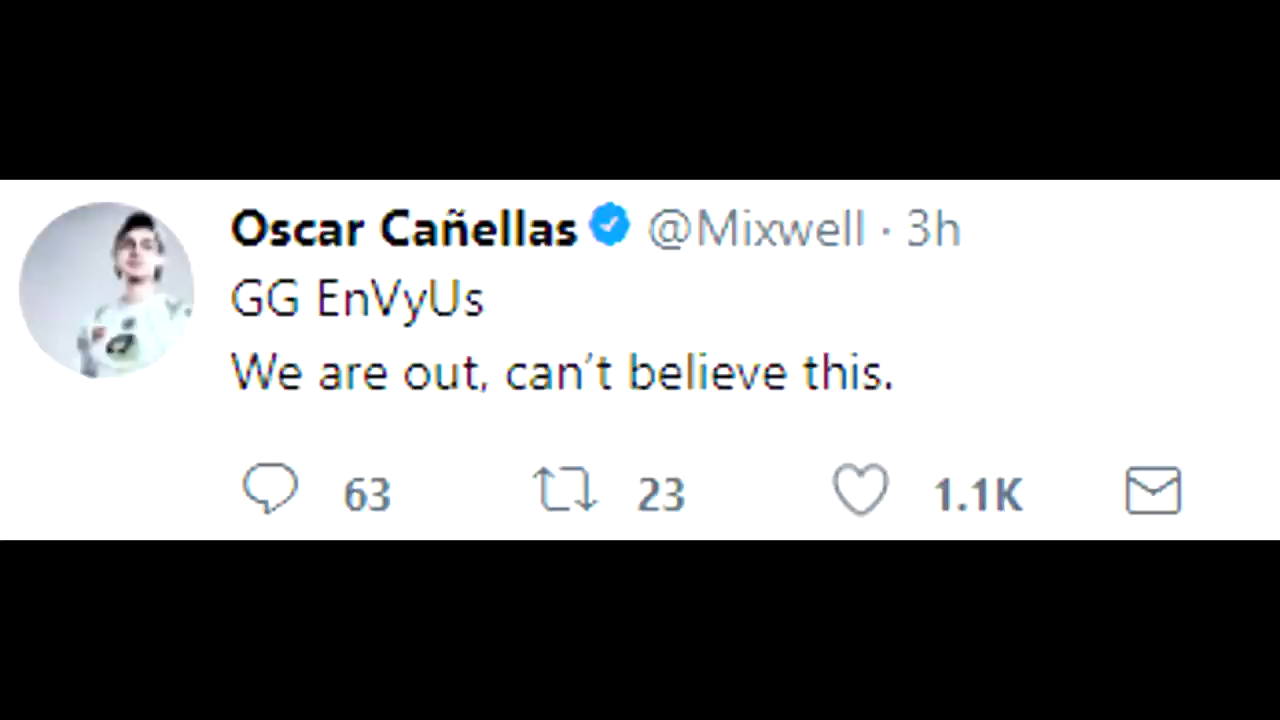 Oscar Cañellas @Mixwell · 3h
GG EnVyUs
We are out, can't believe this.
63 23 1.1K